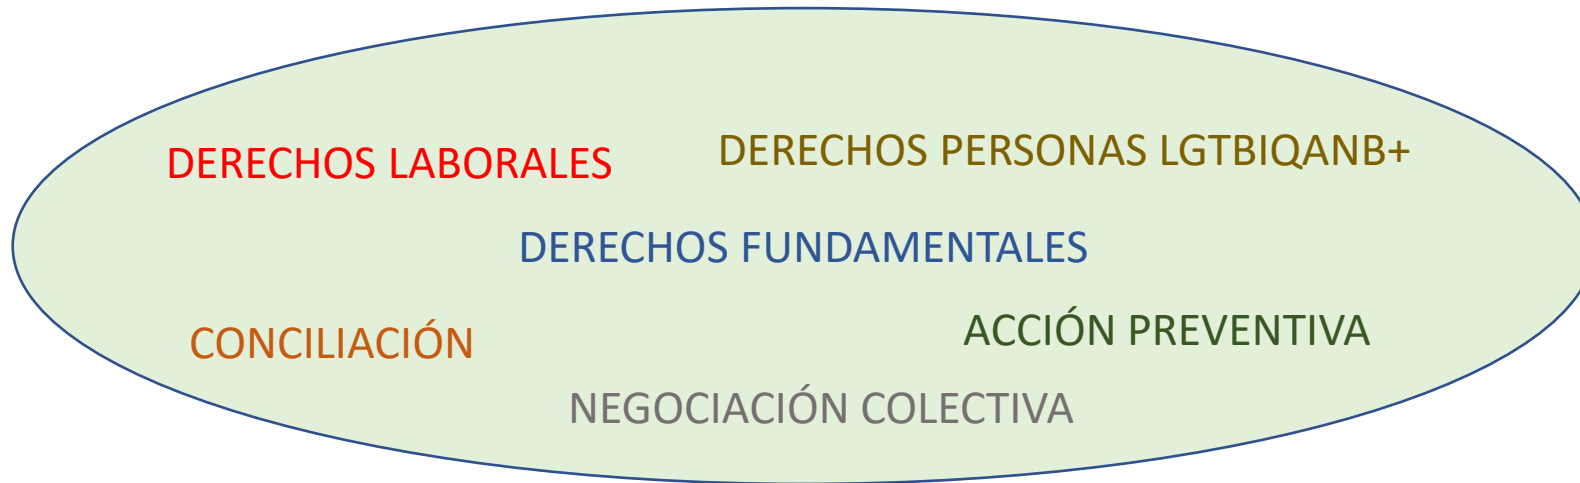 DERECHOS LABORALES
DERECHOS PERSONAS LGTBIQANB+
DERECHOS FUNDAMENTALES
CONCILIACIÓN
ACCIÓN PREVENTIVA
NEGOCIACIÓN COLECTIVA